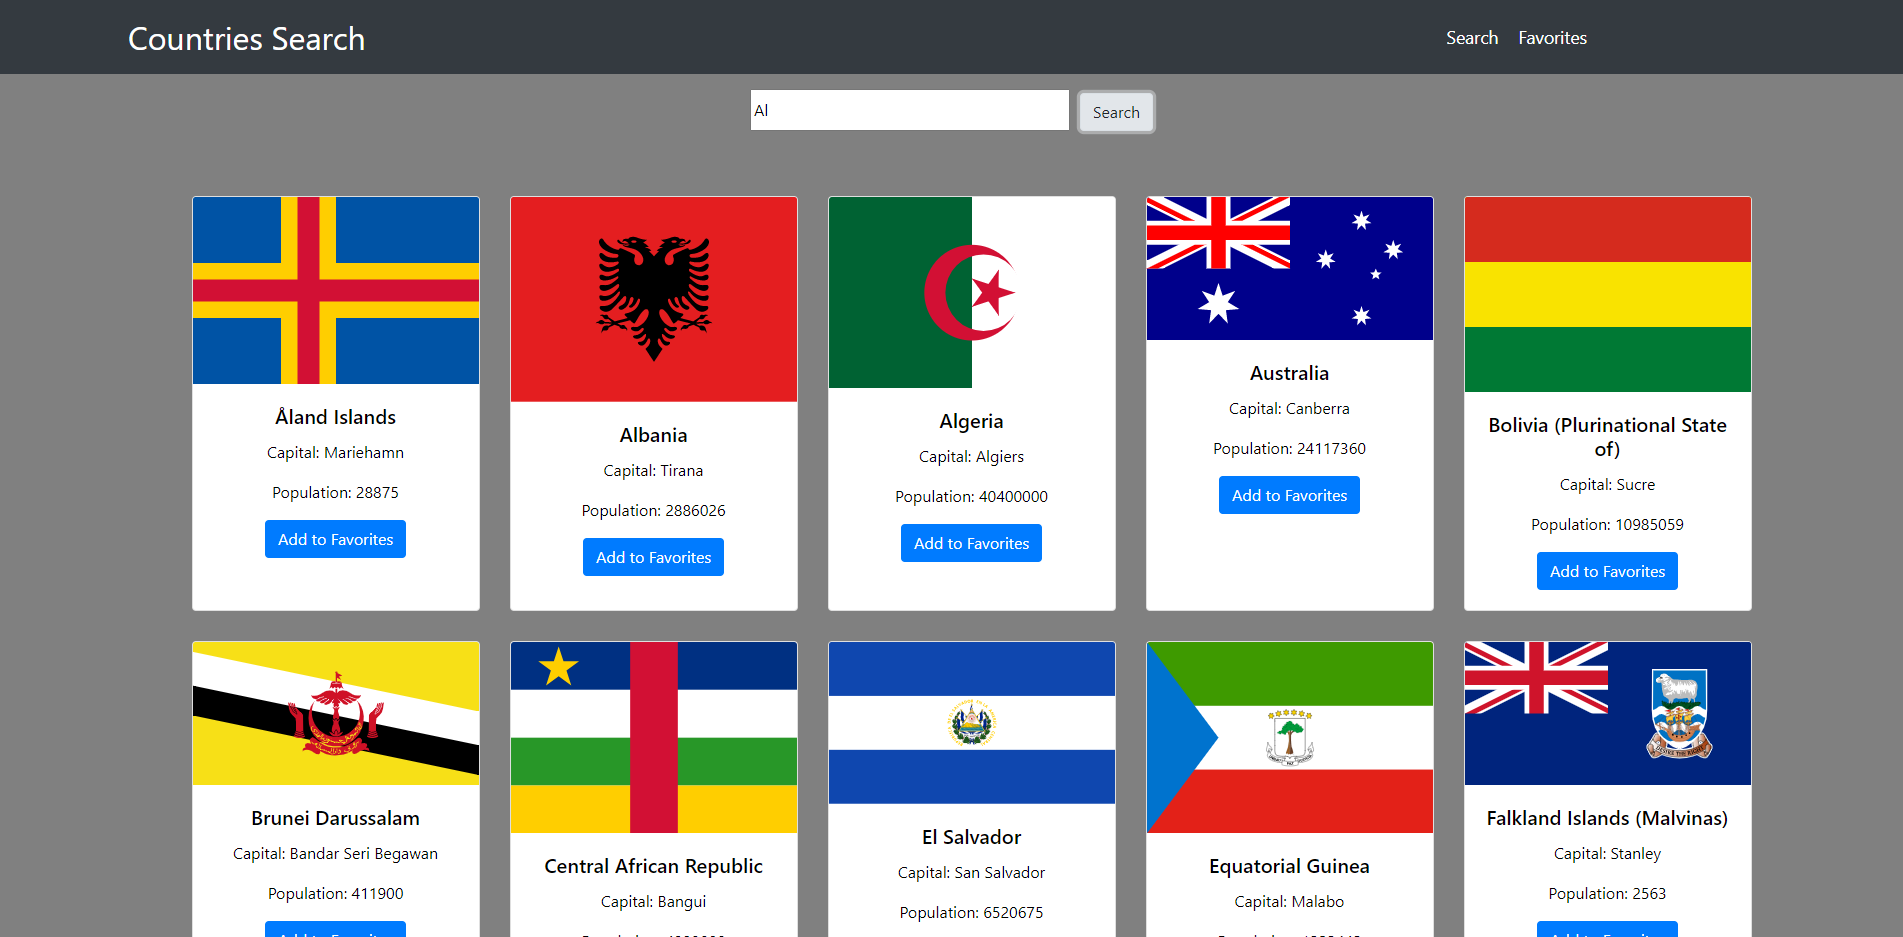 Countries Search
Search Favorites
Al
Search
Åland Islands
Capital: Mariehamn
Population: 28875
Add to Favorites
Albania
Capital: Tirana
Population: 2886026
Add to Favorites
Algeria
Capital: Algiers
Population: 40400000
Add to Favorites
Australia
Capital: Canberra
Population: 24117360
Add to Favorites
Bolivia (Plurinational State
of)
Capital: Sucre
Population: 10985059
Add to Favorites
Brunei Darussalam
Capital: Bandar Seri Begawan
Population: 411900
Central African Republic
Capital: Bangui
El Salvador
Capital: San Salvador
Population: 6520675
Equatorial Guinea
Capital: Malabo
Falkland Islands (Malvinas)
Capital: Stanley
Population: 2563